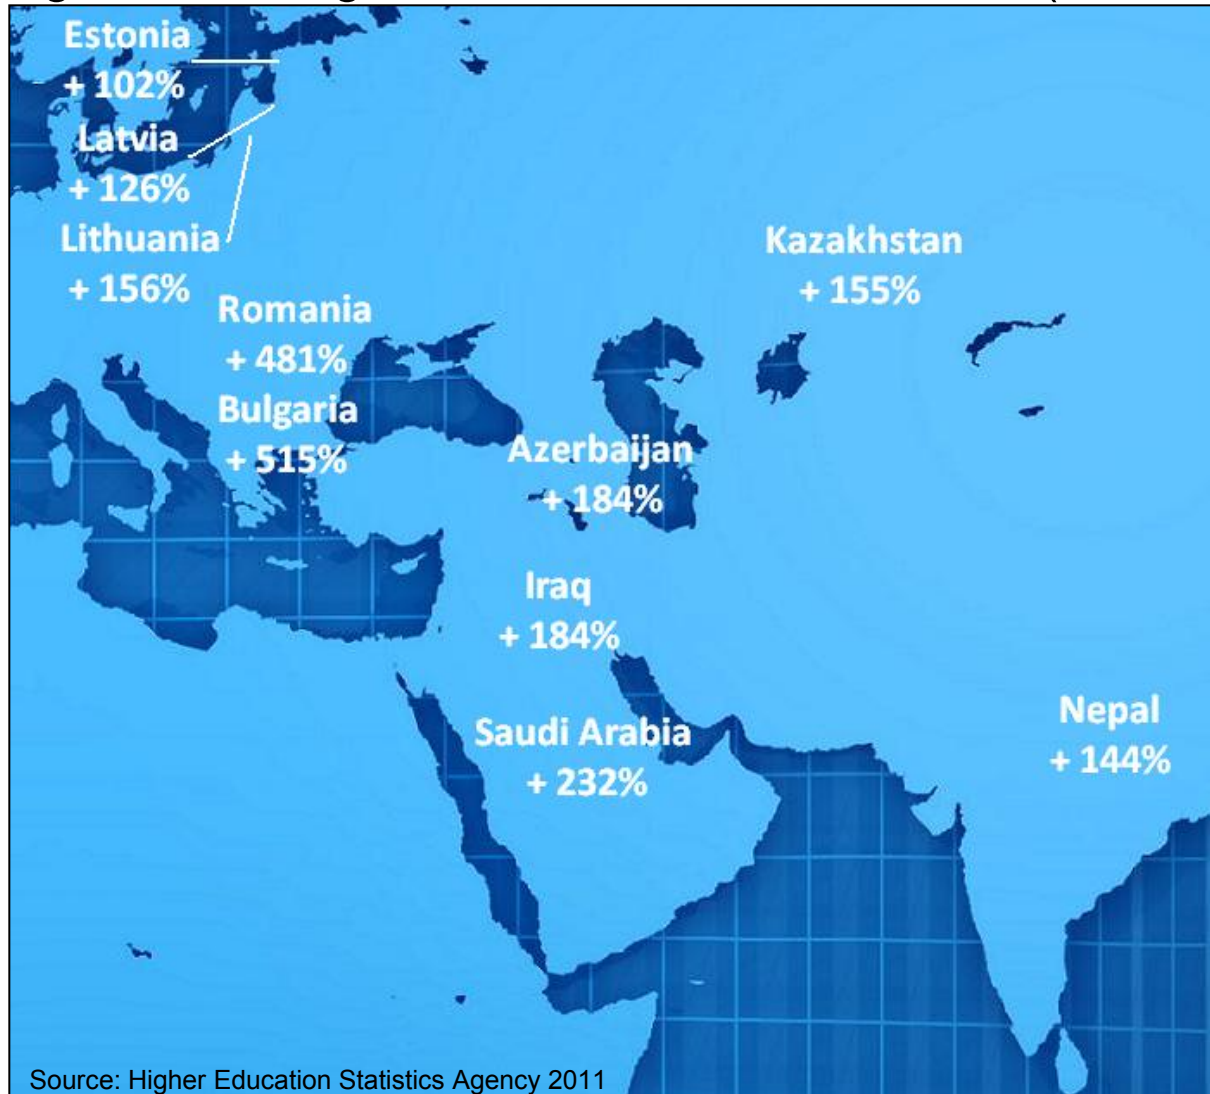 Estonia
+ 102%
Latvia
+ 126%
Lithuania
+ 156%
Romania
+ 481%
Bulgaria
+ 515%
Kazakhstan
+ 155%
Azerbaijan
+ 184%
Iraq
+ 184%
Saudi Arabia
+ 232%
Nepal
+ 144%
Source: Higher Education Statistics Agency 2011